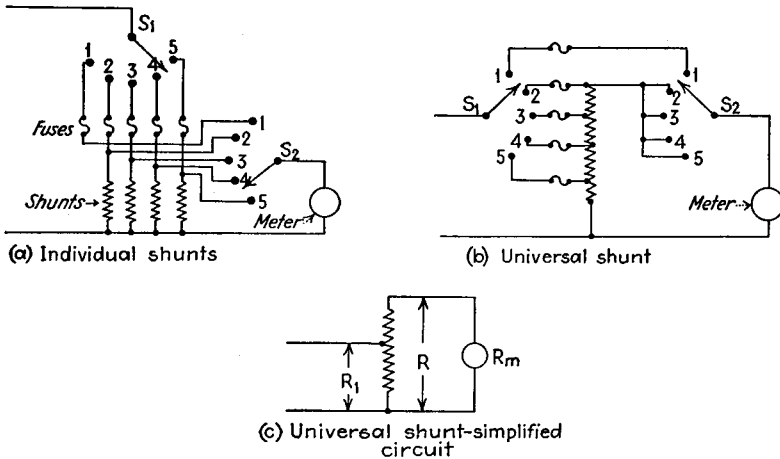 S1
1
2
3
4
5
Fuses
1
2
3
4
5
S2
Shunts
Meter
(a) Individual shunts
1
2
3
4
5
S1
1
2
3
4
5
S2
Meter
(b) Universal shunt
R1
R
Rm
(c) Universal shunt-simplified
circuit